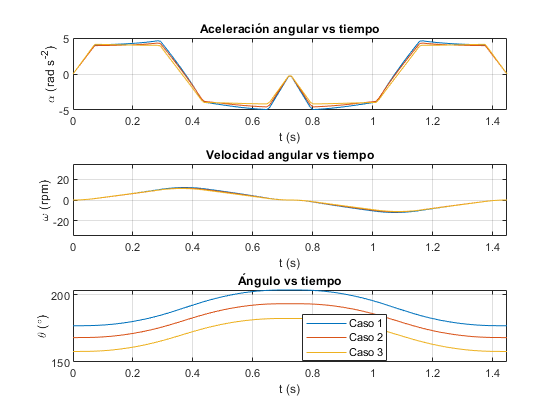 Aceleración angular vs tiempo
α (rad s⁻²)
5
0
-5
0 0.2 0.4 0.6 0.8 1 1.2 1.4
t (s)
Velocidad angular vs tiempo
ω (rpm)
20
0
-20
0 0.2 0.4 0.6 0.8 1 1.2 1.4
t (s)
Ángulo vs tiempo
θ (°)
200
150
Caso 1
Caso 2
Caso 3
0 0.2 0.4 0.6 0.8 1 1.2 1.4
t (s)